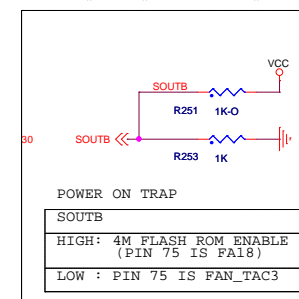 VCC
SOUTB
R251 1K-O
30 SOUTB
R253 1K
POWER ON TRAP
SOUTB
HIGH: 4M FLASH ROM ENABLE
(PIN 75 IS FA18)
LOW : PIN 75 IS FAN_TAC3